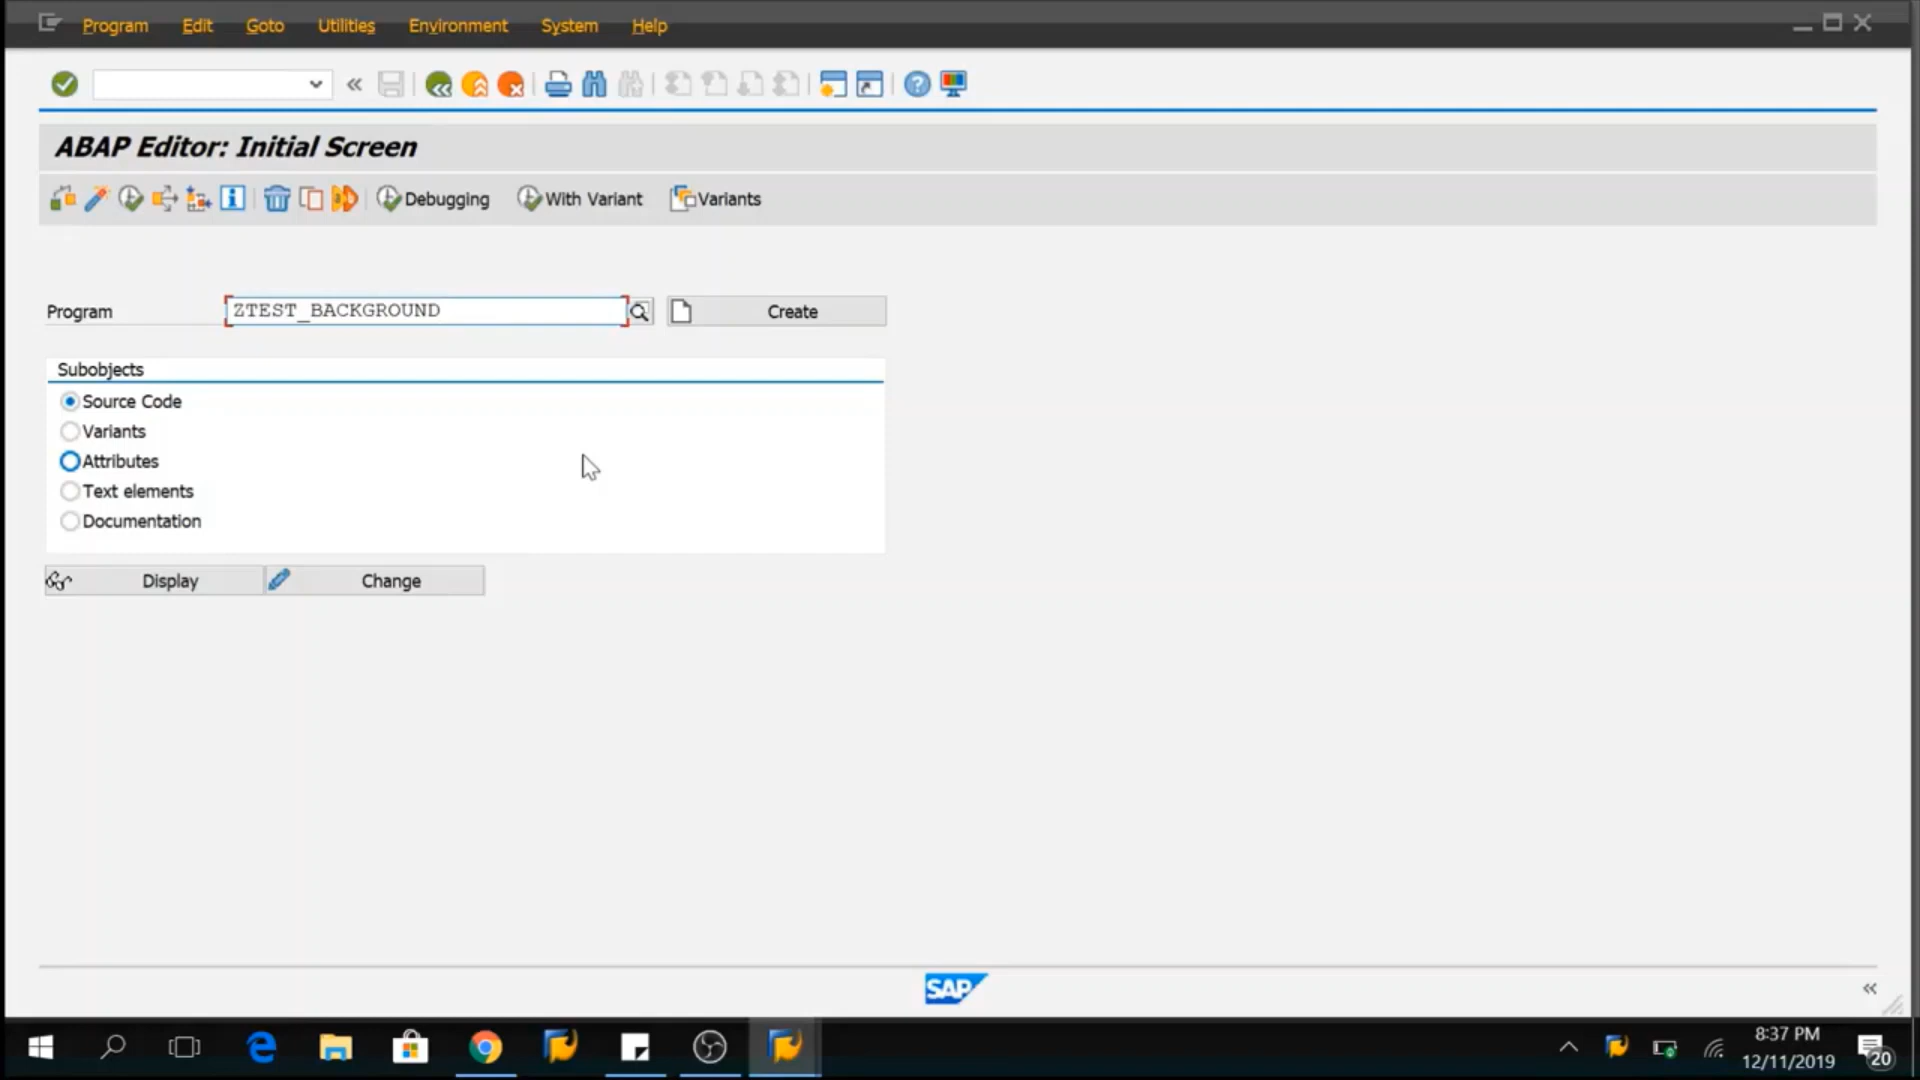 Program Edit Goto Utilities Environment System Help
ABAP Editor: Initial Screen
Debugging With Variant Variants
Program ZTEST_BACKGROUND Create
Subobjects
Source Code
Variants
Attributes
Text elements
Documentation
Display Change
SAP
8:37 PM
12/11/2019
20